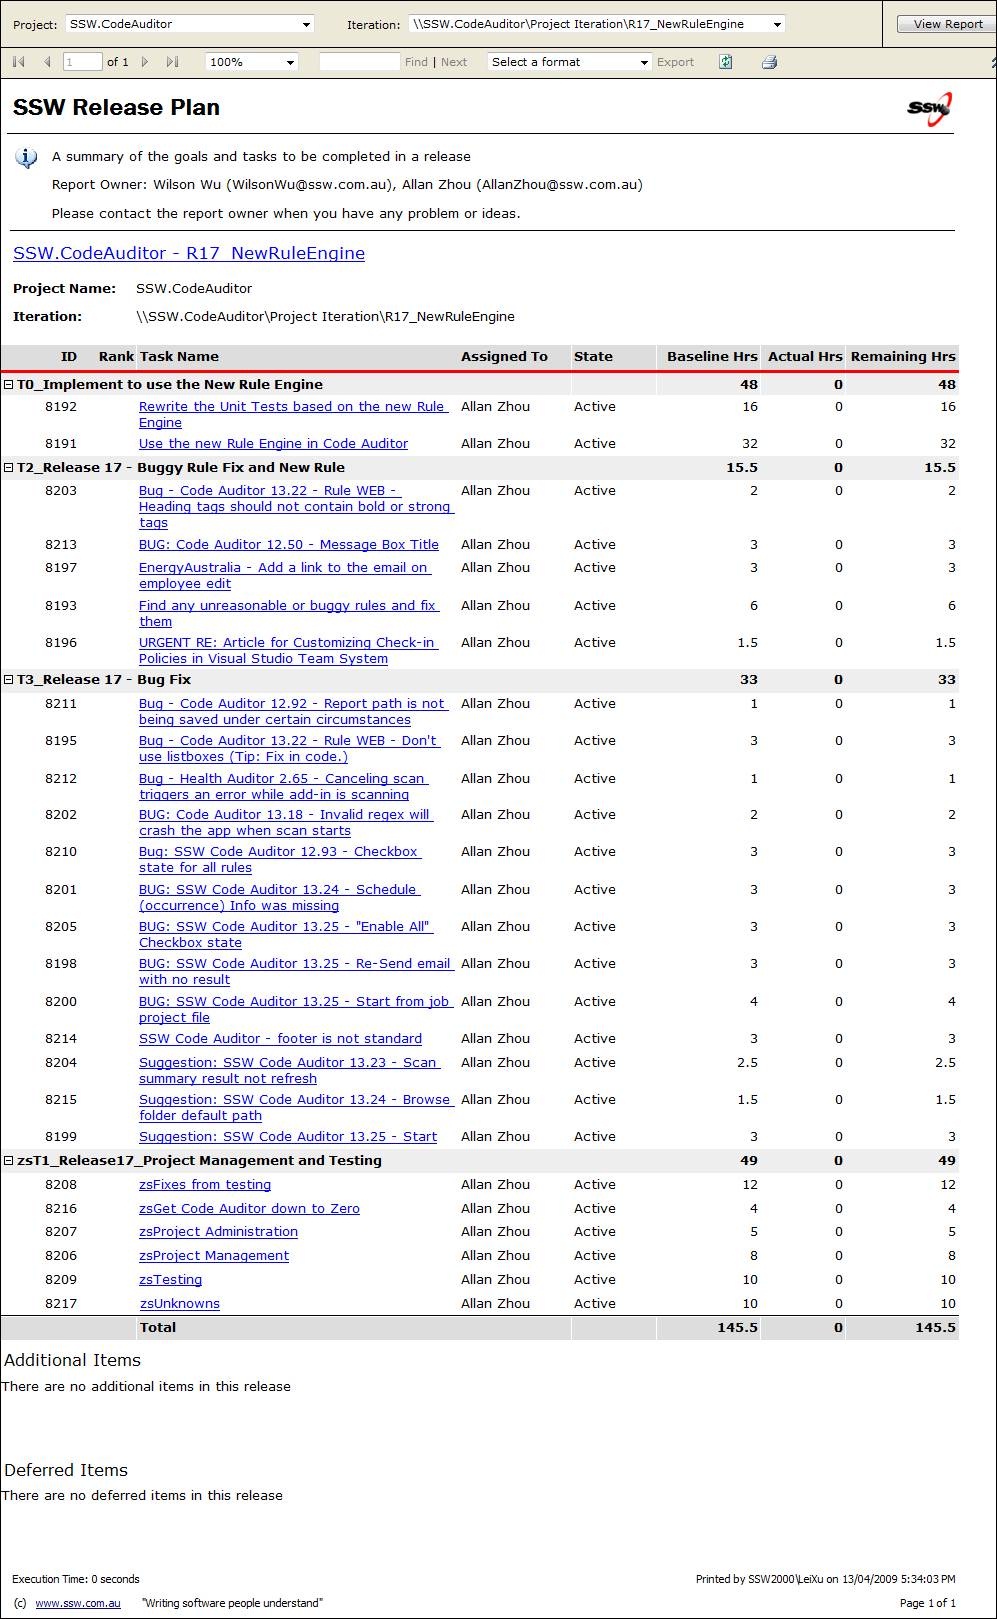 Project: SSW.CodeAuditor Iteration: \\SSW.CodeAuditor\Project Iteration\R17_NewRuleEngine View Report
1 of 1 100% Find | Next Select a format Export
SSW Release Plan
SSW
A summary of the goals and tasks to be completed in a release
Report Owner: Wilson Wu (WilsonWu@ssw.com.au), Allan Zhou (AllanZhou@ssw.com.au)
Please contact the report owner when you have any problem or ideas.
SSW.CodeAuditor - R17_NewRuleEngine
Project Name: SSW.CodeAuditor
Iteration: \\SSW.CodeAuditor\Project Iteration\R17_NewRuleEngine
ID Rank Task Name Assigned To State Baseline Hrs Actual Hrs Remaining Hrs
T0_Implement to use the New Rule Engine 48 0 48
8192 Rewrite the Unit Tests based on the new Rule Allan Zhou Active 16 0 16
Engine
8191 Use the new Rule Engine in Code Auditor Allan Zhou Active 32 0 32
T2_Release 17 - Buggy Rule Fix and New Rule 15.5 0 15.5
8203 Bug - Code Auditor 13.22 - Rule WEB - Allan Zhou Active 2 0 2
Heading tags should not contain bold or strong
tags
8213 BUG: Code Auditor 12.50 - Message Box Title Allan Zhou Active 3 0 3
8197 EnergyAustralia - Add a link to the email on Allan Zhou Active 3 0 3
employee edit
8193 Find any unreasonable or buggy rules and fix Allan Zhou Active 6 0 6
them
8196 URGENT RE: Article for Customizing Check-in Allan Zhou Active 1.5 0 1.5
Policies in Visual Studio Team System
T3_Release 17 - Bug Fix 33 0 33
8211 Bug - Code Auditor 12.92 - Report path is not Allan Zhou Active 1 0 1
being saved under certain circumstances
8195 Bug - Code Auditor 13.22 - Rule WEB - Don't Allan Zhou Active 3 0 3
use listboxes (Tip: Fix in code.)
8212 Bug - Health Auditor 2.65 - Canceling scan Allan Zhou Active 1 0 1
triggers an error while add-in is scanning
8202 BUG: Code Auditor 13.18 - Invalid regex will Allan Zhou Active 2 0 2
crash the app when scan starts
8210 Bug: SSW Code Auditor 12.93 - Checkbox Allan Zhou Active 3 0 3
state for all rules
8201 BUG: SSW Code Auditor 13.24 - Schedule Allan Zhou Active 3 0 3
(occurrence) Info was missing
8205 BUG: SSW Code Auditor 13.25 - "Enable All" Allan Zhou Active 3 0 3
Checkbox state
8198 BUG: SSW Code Auditor 13.25 - Re-Send email Allan Zhou Active 3 0 3
with no result
8200 BUG: SSW Code Auditor 13.25 - Start from job Allan Zhou Active 4 0 4
project file
8214 SSW Code Auditor - footer is not standard Allan Zhou Active 3 0 3
8204 Suggestion: SSW Code Auditor 13.23 - Scan Allan Zhou Active 2.5 0 2.5
summary result not refresh
8215 Suggestion: SSW Code Auditor 13.24 - Browse Allan Zhou Active 1.5 0 1.5
folder default path
8199 Suggestion: SSW Code Auditor 13.25 - Start Allan Zhou Active 3 0 3
zsT1_Release17_Project Management and Testing 49 0 49
8208 zsFixes from testing Allan Zhou Active 12 0 12
8216 zsGet Code Auditor down to Zero Allan Zhou Active 4 0 4
8207 zsProject Administration Allan Zhou Active 5 0 5
8206 zsProject Management Allan Zhou Active 8 0 8
8209 zsTesting Allan Zhou Active 10 0 10
8217 zsUnknowns Allan Zhou Active 10 0 10
Total 145.5 0 145.5
Additional Items
There are no additional items in this release
Deferred Items
There are no deferred items in this release
Execution Time: 0 seconds Printed by SSW2000\LeiXu on 13/04/2009 5:34:03 PM
(c) www.ssw.com.au "Writing software people understand" Page 1 of 1